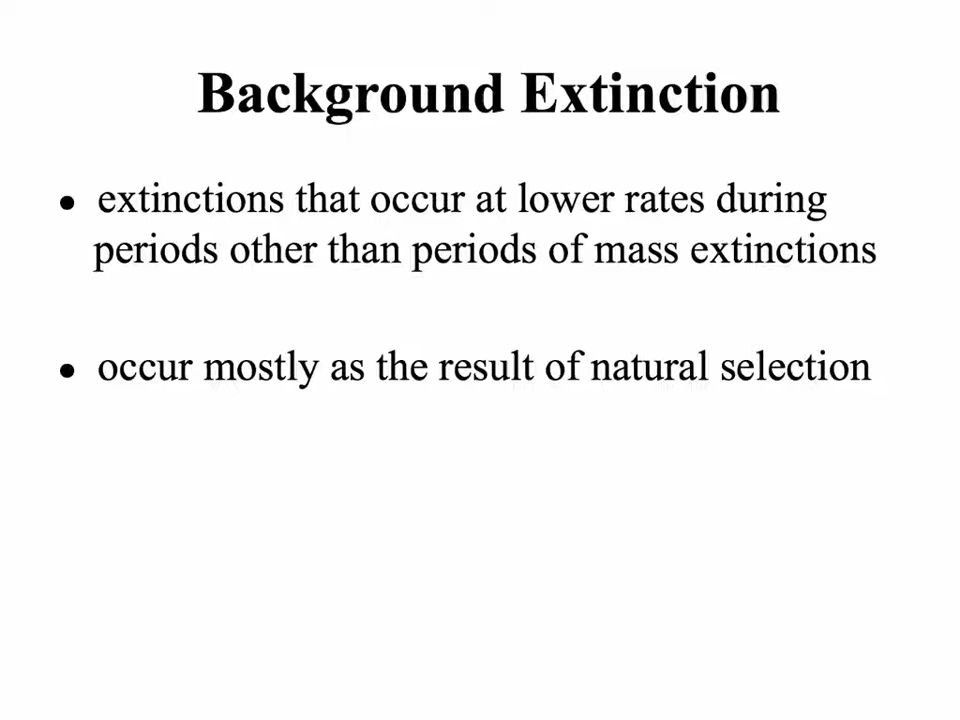 Background Extinction
• extinctions that occur at lower rates during
periods other than periods of mass extinctions
• occur mostly as the result of natural selection